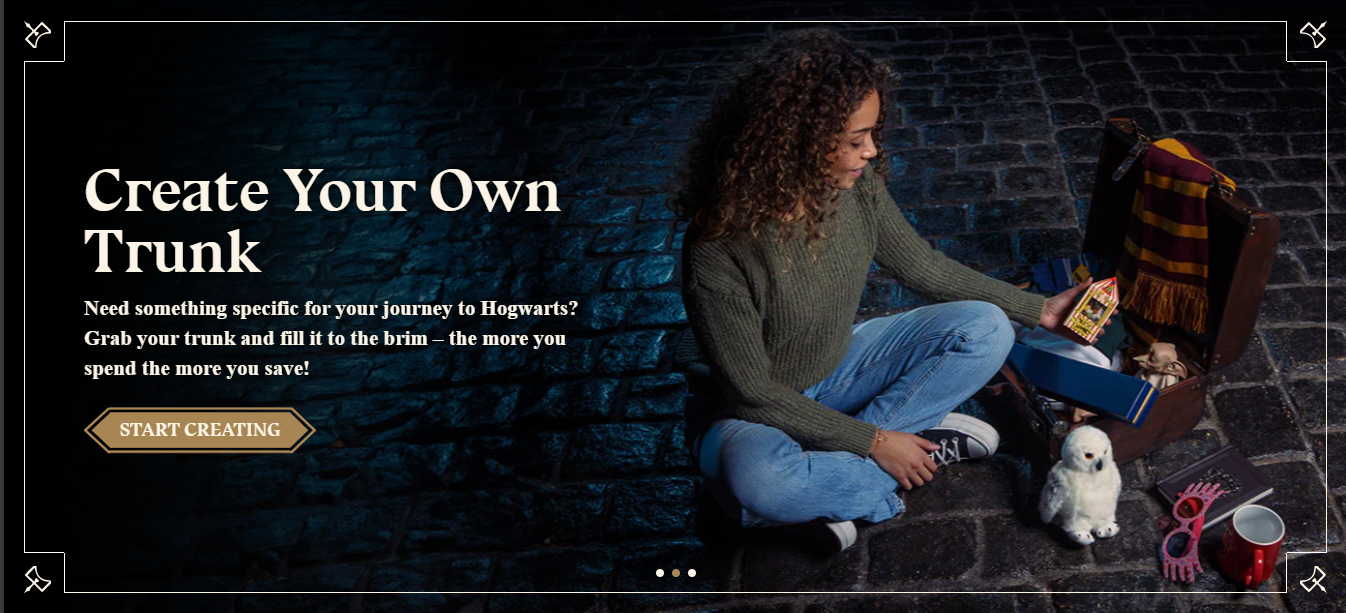 Create Your Own
Trunk
Need something specific for your journey to Hogwarts?
Grab your trunk and fill it to the brim – the more you
spend the more you save!
START CREATING